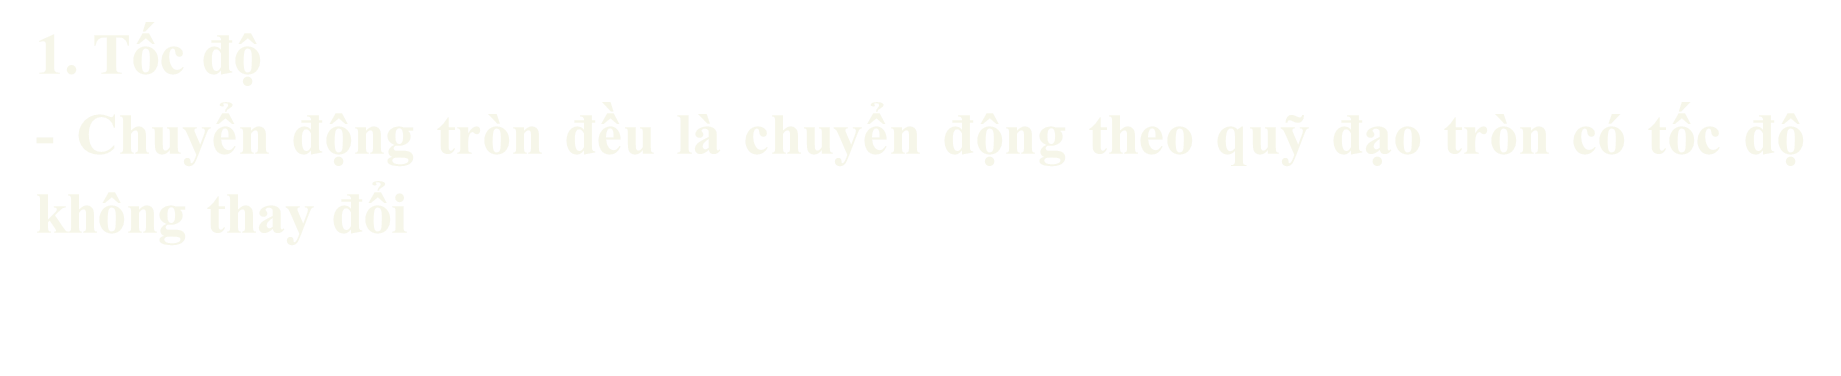 1. Tốc độ
- Chuyển động tròn đều là chuyển động theo quỹ đạo tròn có tốc độ
không thay đổi